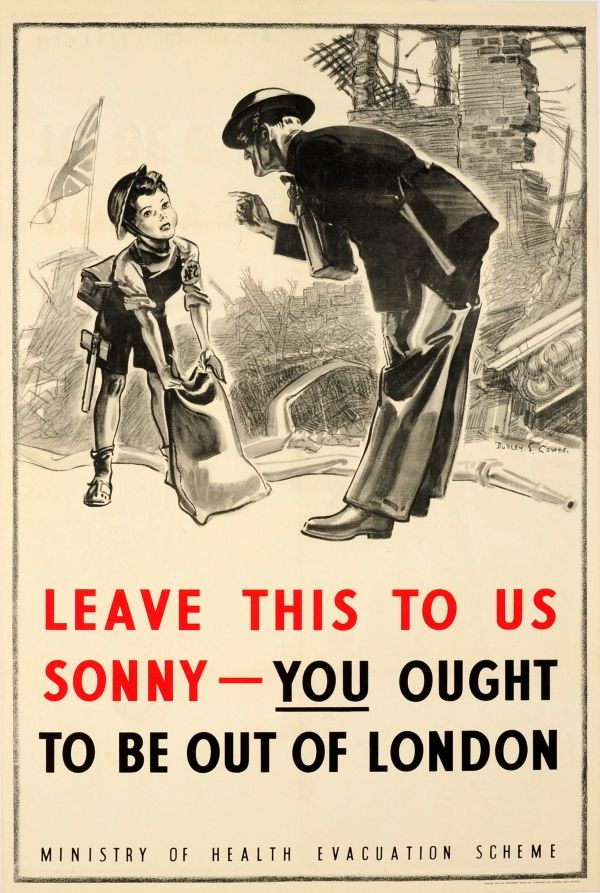 DUDLEY S. COWES.
LEAVE THIS TO US
SONNY—YOU OUGHT
TO BE OUT OF LONDON
MINISTRY OF HEALTH EVACUATION SCHEME